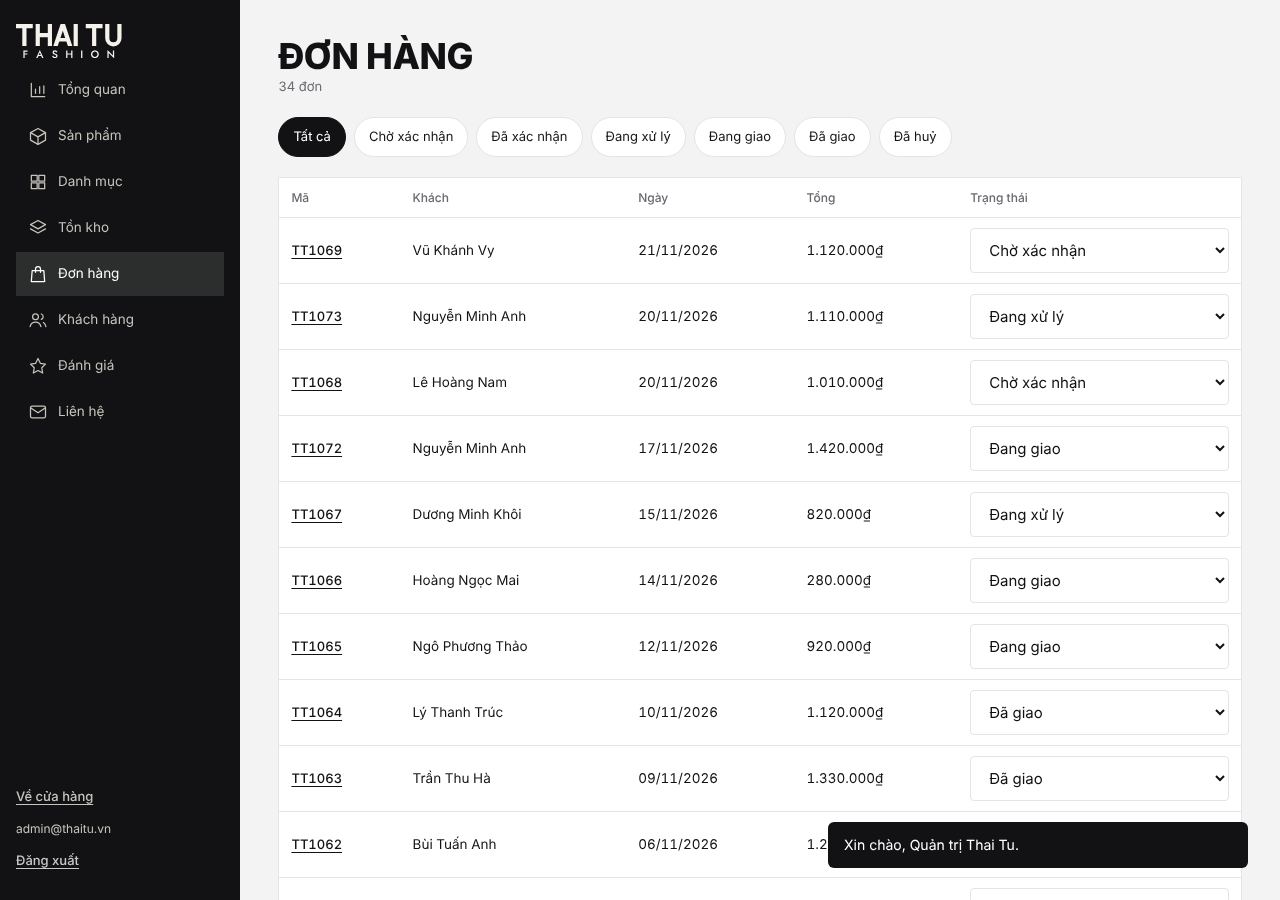 THAI TU
FASHION
Tổng quan
Sản phẩm
Danh mục
Tồn kho
Đơn hàng
Khách hàng
Đánh giá
Liên hệ
Về cửa hàng
admin@thaitu.vn
Đăng xuất
ĐƠN HÀNG
34 đơn
Tất cả Chờ xác nhận Đã xác nhận Đang xử lý Đang giao Đã giao Đã huỷ
Mã Khách Ngày Tổng Trạng thái
TT1069 Vũ Khánh Vy 21/11/2026 1.120.000₫ Chờ xác nhận
TT1073 Nguyễn Minh Anh 20/11/2026 1.110.000₫ Đang xử lý
TT1068 Lê Hoàng Nam 20/11/2026 1.010.000₫ Chờ xác nhận
TT1072 Nguyễn Minh Anh 17/11/2026 1.420.000₫ Đang giao
TT1067 Dương Minh Khôi 15/11/2026 820.000₫ Đang xử lý
TT1066 Hoàng Ngọc Mai 14/11/2026 280.000₫ Đang giao
TT1065 Ngô Phương Thảo 12/11/2026 920.000₫ Đang giao
TT1064 Lý Thanh Trúc 10/11/2026 1.120.000₫ Đã giao
TT1063 Trần Thu Hà 09/11/2026 1.330.000₫ Đã giao
TT1062 Bùi Tuấn Anh 06/11/2026
Xin chào, Quản trị Thai Tu.